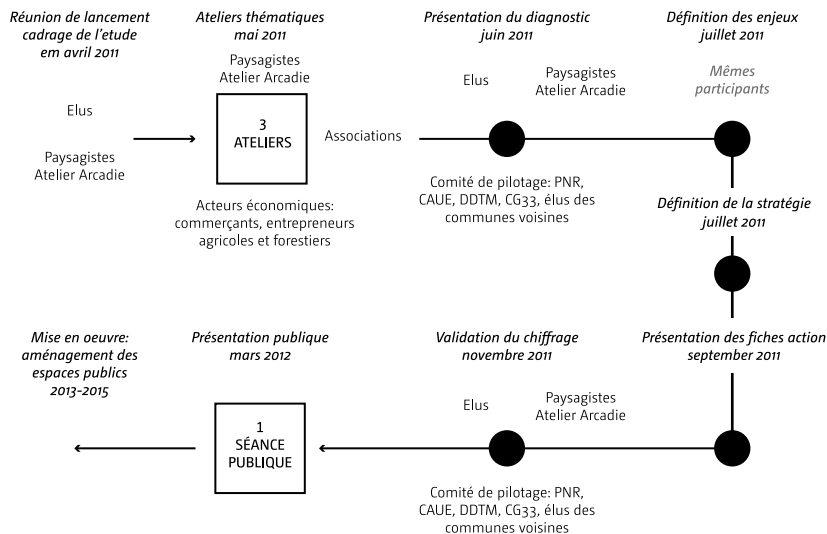 Réunion de lancement
cadrage de l'etude
em avril 2011
Elus
Paysagistes
Atelier Arcadie
Ateliers thématiques
mai 2011
Paysagistes
Atelier Arcadie
3
ATELIERS
Associations
Acteurs économiques:
commerçants, entrepreneurs
agricoles et forestiers
Présentation du diagnostic
juin 2011
Elus
Paysagistes
Atelier Arcadie
Comité de pilotage: PNR,
CAUE, DDTM, CG33, élus des
communes voisines
Définition des enjeux
juillet 2011
Mêmes
participants
Définition de la stratégie
juillet 2011
Présentation des fiches action
september 2011
Validation du chiffrage
novembre 2011
Elus
Paysagistes
Atelier Arcadie
Comité de pilotage: PNR,
CAUE, DDTM, CG33, élus des
communes voisines
Présentation publique
mars 2012
1
SÉANCE
PUBLIQUE
Mise en oeuvre:
aménagement des
espaces publics
2013-2015